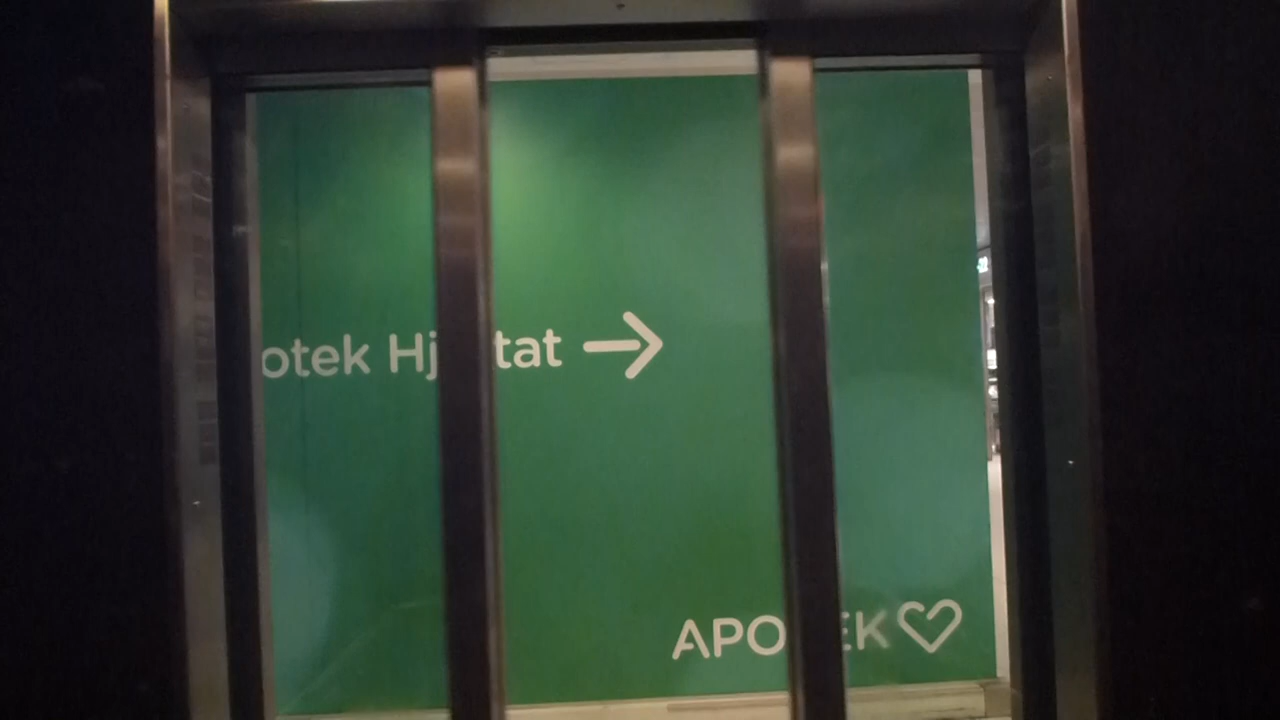 otek Hj tat →
APO EK